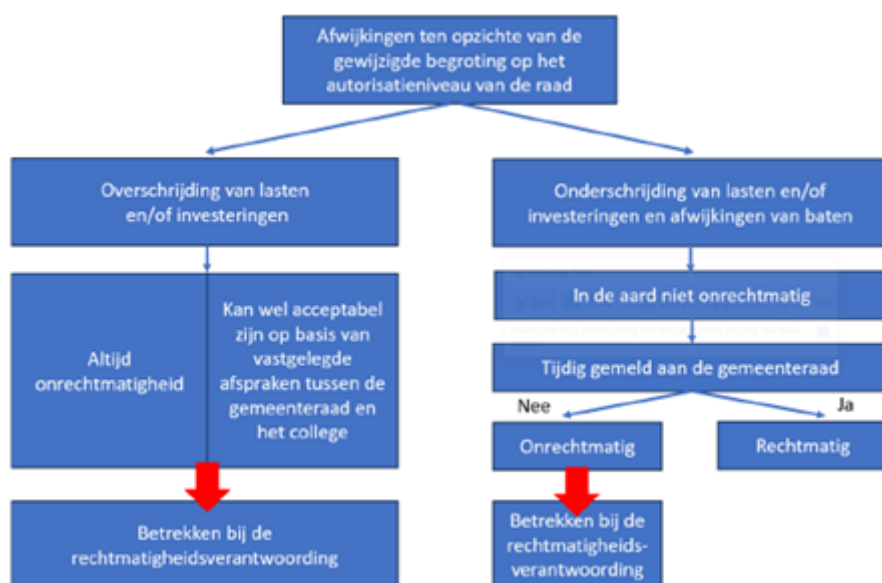 Afwijkingen ten opzichte van de
gewijzigde begroting op het
autorisatieniveau van de raad
Overschrijding van lasten
en/of investeringen
Onderschrijding van lasten en/of
investeringen en afwijkingen van baten
Altijd
onrechtmatigheid
Kan wel acceptabel
zijn op basis van
vastgelegde
afspraken tussen de
gemeenteraad en
het college
In de aard niet onrechtmatig
Tijdig gemeld aan de gemeenteraad
Nee
Ja
Onrechtmatig
Rechtmatig
Betrekken bij de
rechtmatigheidsverantwoording
Betrekken bij de
rechtmatigheids-
verantwoording